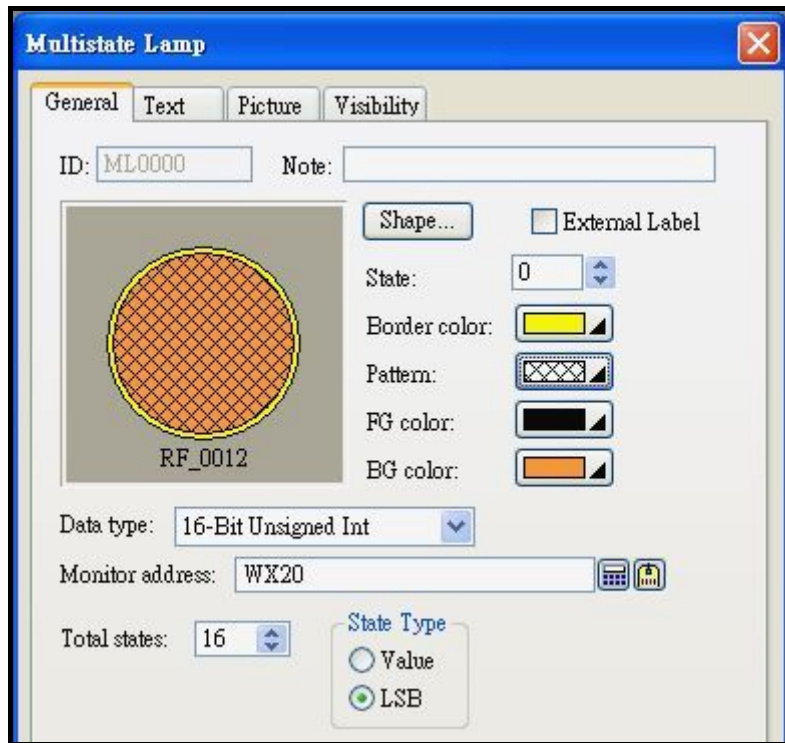 Multistate Lamp
General Text Picture Visibility
ID: ML0000 Note:
Shape... External Label
State: 0
Border color:
Pattern:
FG color:
BG color:
RF_0012
Data type: 16-Bit Unsigned Int
Monitor address: WX20
Total states: 16
State Type
Value
LSB